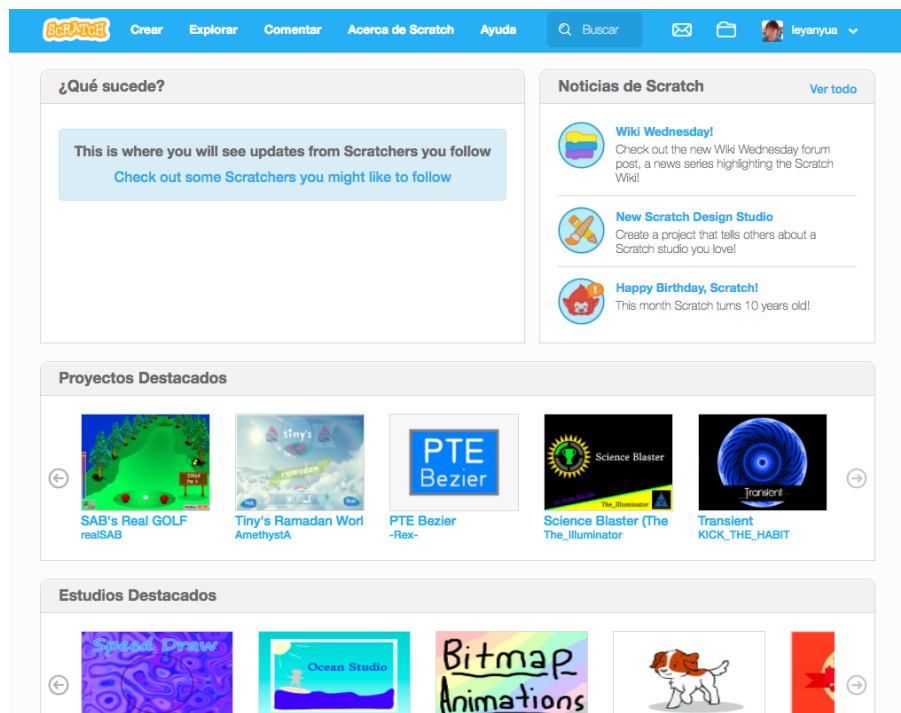 SCRATCH Crear Explorar Comentar Acerca de Scratch Ayuda Buscar leyanyua
¿Qué sucede?
This is where you will see updates from Scratchers you follow
Check out some Scratchers you might like to follow
Noticias de Scratch Ver todo
Wiki Wednesday!
Check out the new Wiki Wednesday forum
post, a news series highlighting the Scratch
Wiki!
New Scratch Design Studio
Create a project that tells others about a
Scratch studio you love!
Happy Birthday, Scratch!
This month Scratch turns 10 years old!
Proyectos Destacados
tiny's
ramadan
WORLD
PTE
Bezier
Science Blaster
The_Illuminator
Transient
SAB's Real GOLF
realSAB
Tiny's Ramadan Worl
AmethystA
PTE Bezier
-Rex-
Science Blaster (The
The_Illuminator
Transient
KICK_THE_HABIT
Estudios Destacados
Speed Draw
Ocean Studio
Bitmap
Animations